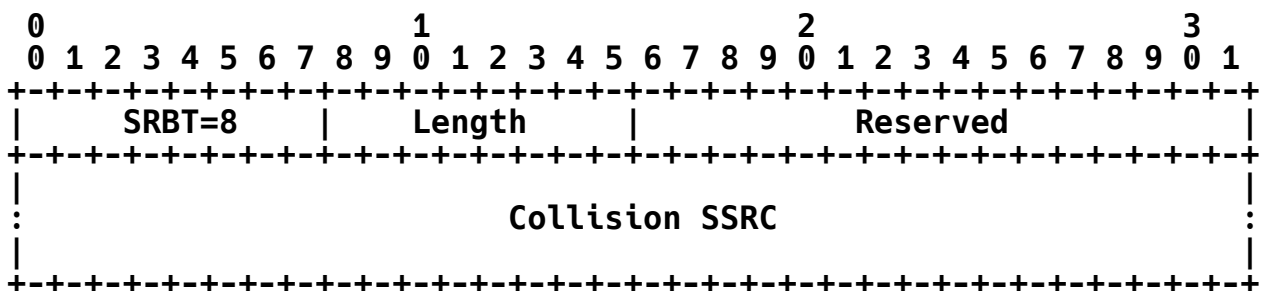 0                   1                   2                   3
 0 1 2 3 4 5 6 7 8 9 0 1 2 3 4 5 6 7 8 9 0 1 2 3 4 5 6 7 8 9 0 1
+-+-+-+-+-+-+-+-+-+-+-+-+-+-+-+-+-+-+-+-+-+-+-+-+-+-+-+-+-+-+-+-+
|     SRBT=8    |    Length     |           Reserved            |
+-+-+-+-+-+-+-+-+-+-+-+-+-+-+-+-+-+-+-+-+-+-+-+-+-+-+-+-+-+-+-+-+
|                                                               |
:                         Collision SSRC                        :
|                                                               |
+-+-+-+-+-+-+-+-+-+-+-+-+-+-+-+-+-+-+-+-+-+-+-+-+-+-+-+-+-+-+-+-+